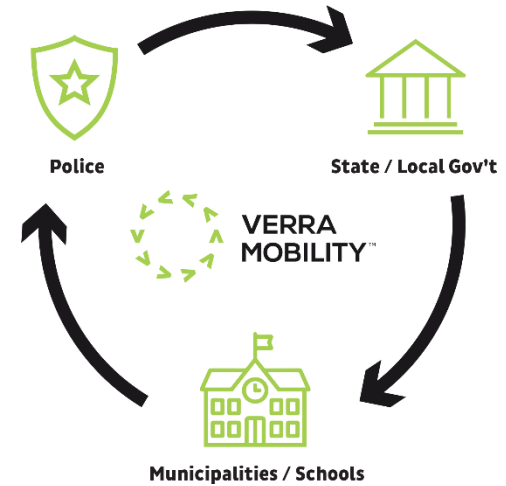 Police
State / Local Gov't
VERRA
MOBILITY™
Municipalities / Schools